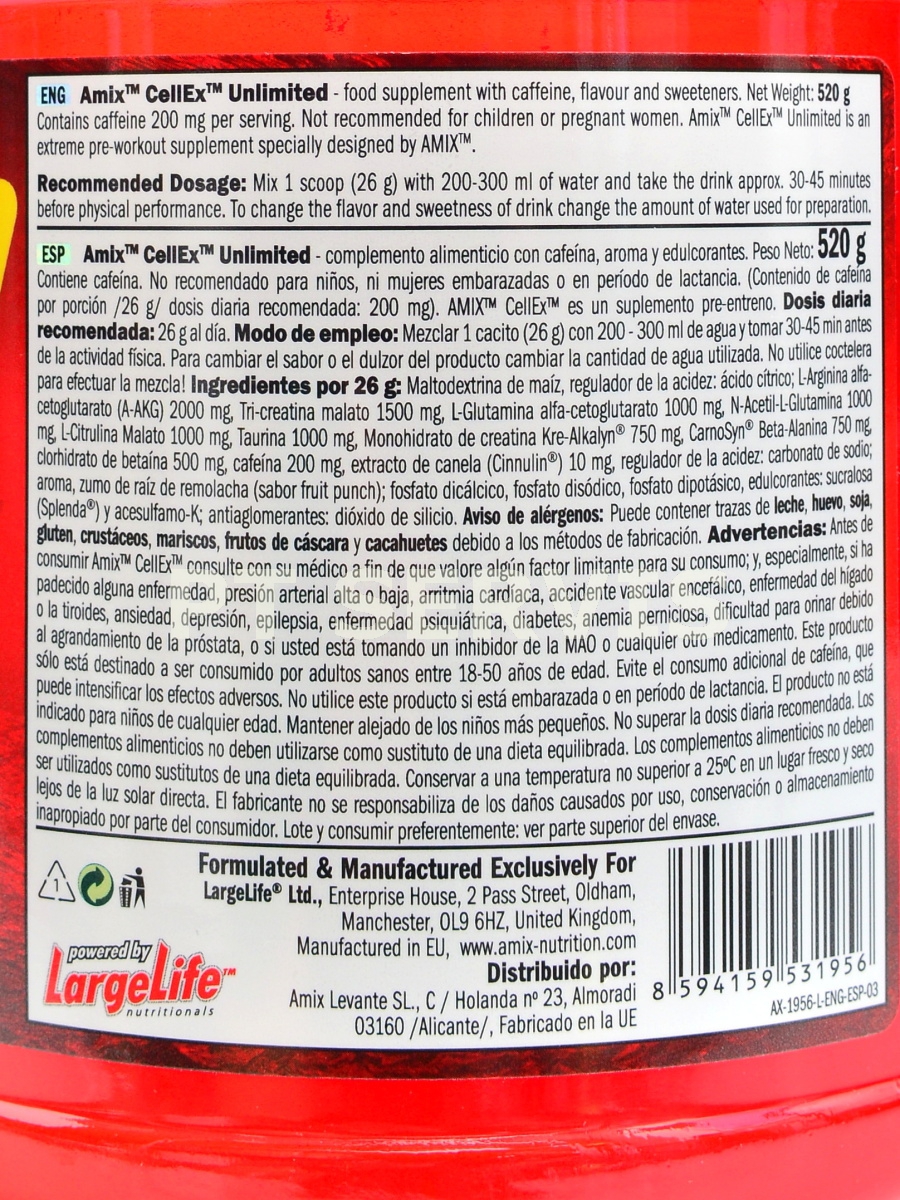 ENG Amix™ CellEx™ Unlimited - food supplement with caffeine, flavour and sweeteners. Net Weight: 520 g
Contains caffeine 200 mg per serving. Not recommended for children or pregnant women. Amix™ CellEx™ Unlimited is an
extreme pre-workout supplement specially designed by AMIX™.
Recommended Dosage: Mix 1 scoop (26 g) with 200-300 ml of water and take the drink approx. 30-45 minutes
before physical performance. To change the flavor and sweetness of drink change the amount of water used for preparation.
ESP Amix™ CellEx™ Unlimited - complemento alimenticio con cafeína, aroma y edulcorantes. Peso Neto: 520 g
Contiene cafeína. No recomendado para niños, ni mujeres embarazadas o en período de lactancia. (Contenido de cafeína
por porción /26 g/ dosis diaria recomendada: 200 mg). AMIX™ CellEx™ es un suplemento pre-entreno. Dosis diaria
recomendada: 26 g al día. Modo de empleo: Mezclar 1 cacito (26 g) con 200 - 300 ml de agua y tomar 30-45 min antes
de la actividad física. Para cambiar el sabor o el dulzor del producto cambiar la cantidad de agua utilizada. No utilice coctelera
para efectuar la mezcla! Ingredientes por 26 g: Maltodextrina de maíz, regulador de la acidez: ácido cítrico; L-Arginina alfa-
cetoglutarato (A-AKG) 2000 mg, Tri-creatina malato 1500 mg, L-Glutamina alfa-cetoglutarato 1000 mg, N-Acetil-L-Glutamina 1000
mg, L-Citrulina Malato 1000 mg, Taurina 1000 mg, Monohidrato de creatina Kre-Alkalyn® 750 mg, CarnoSyn® Beta-Alanina 750 mg,
clorhidrato de betaína 500 mg, cafeína 200 mg, extracto de canela (Cinnulin®) 10 mg, regulador de la acidez: carbonato de sodio;
aroma, zumo de raíz de remolacha (sabor fruit punch); fosfato dicálcico, fosfato disódico, fosfato dipotásico, edulcorantes: sucralosa
(Splenda®) y acesulfamo-K; antiaglomerantes: dióxido de silicio. Aviso de alérgenos: Puede contener trazas de leche, huevo, soja,
gluten, crustáceos, mariscos, frutos de cáscara y cacahuetes debido a los métodos de fabricación. Advertencias: Antes de
consumir Amix™ CellEx™ consulte con su médico a fin de que valore algún factor limitante para su consumo; y, especialmente, si ha
padecido alguna enfermedad, presión arterial alta o baja, arritmia cardíaca, accidente vascular encefálico, enfermedad del hígado
o la tiroides, ansiedad, depresión, epilepsia, enfermedad psiquiátrica, diabetes, anemia perniciosa, dificultad para orinar debido
al agrandamiento de la próstata, o si usted está tomando un inhibidor de la MAO o cualquier otro medicamento. Este producto
sólo está destinado a ser consumido por adultos sanos entre 18-50 años de edad. Evite el consumo adicional de cafeína, que
puede intensificar los efectos adversos. No utilice este producto si está embarazada o en período de lactancia. El producto no está
indicado para niños de cualquier edad. Mantener alejado de los niños más pequeños. No superar la dosis diaria recomendada. Los
complementos alimenticios no deben utilizarse como sustituto de una dieta equilibrada. Los complementos alimenticios no deben
ser utilizados como sustitutos de una dieta equilibrada. Conservar a una temperatura no superior a 25ºC en un lugar fresco y seco
lejos de la luz solar directa. El fabricante no se responsabiliza de los daños causados por uso, conservación o almacenamiento
inapropiado por parte del consumidor. Lote y consumir preferentemente: ver parte superior del envase.
1
Formulated & Manufactured Exclusively For
LargeLife® Ltd., Enterprise House, 2 Pass Street, Oldham,
Manchester, OL9 6HZ, United Kingdom,
Manufactured in EU, www.amix-nutrition.com
Distribuido por:
Amix Levante SL., C / Holanda nº 23, Almoradi
03160 /Alicante/, Fabricado en la UE
powered by
LargeLife™
nutritionals
8 594159 531956
AX-1956-L-ENG-ESP-03